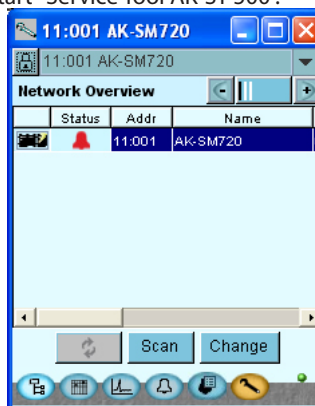 Service Tool AK-ST 500".
11:001 AK-SM720
11:001 AK-SM720
Network Overview
Status Addr Name
11:001 AK-SM720
Scan Change